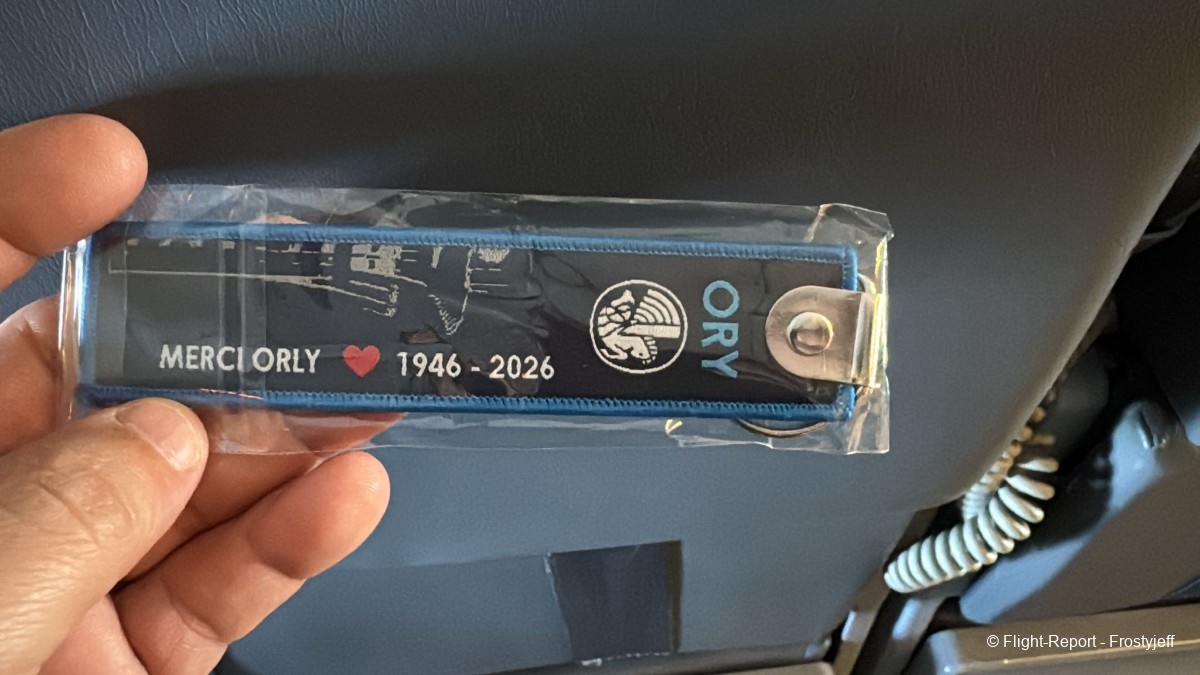 MERCI ORLY ❤ 1946 - 2026
ORY
© Flight-Report - Frostyjeff